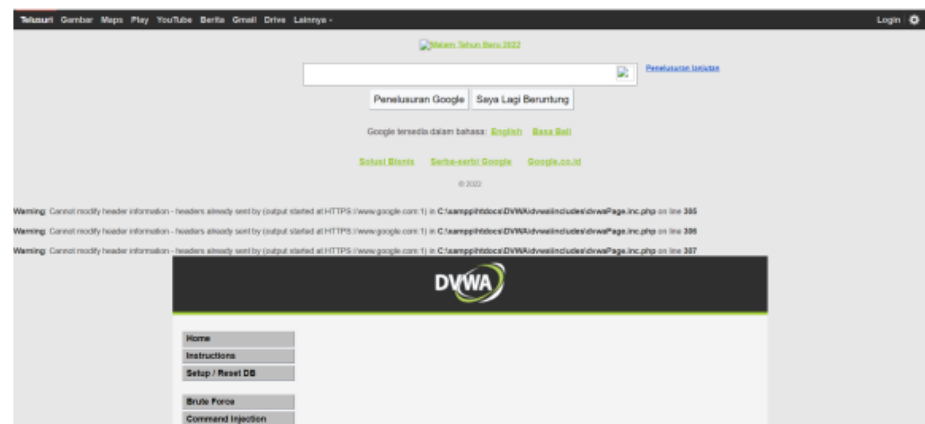 Telusuri Gambar Maps Play YouTube Berita Gmail Drive Lainnya Login
Malam Tahun Baru 2022
Penelusuran lanjutan
Penelusuran Google Saya Lagi Beruntung
Google tersedia dalam bahasa: English Basa Bali
Solusi Bisnis Serba-serbi Google Google.co.id
© 2022
Warning: Cannot modify header information - headers already sent by (output started at HTTPS://www.google.com:1) in C:\xampp\htdocs\DVWA\dvwa\includes\dvwaPage.inc.php on line 305
Warning: Cannot modify header information - headers already sent by (output started at HTTPS://www.google.com:1) in C:\xampp\htdocs\DVWA\dvwa\includes\dvwaPage.inc.php on line 306
Warning: Cannot modify header information - headers already sent by (output started at HTTPS://www.google.com:1) in C:\xampp\htdocs\DVWA\dvwa\includes\dvwaPage.inc.php on line 307
DVWA
Home
Instructions
Setup / Reset DB
Brute Force
Command Injection